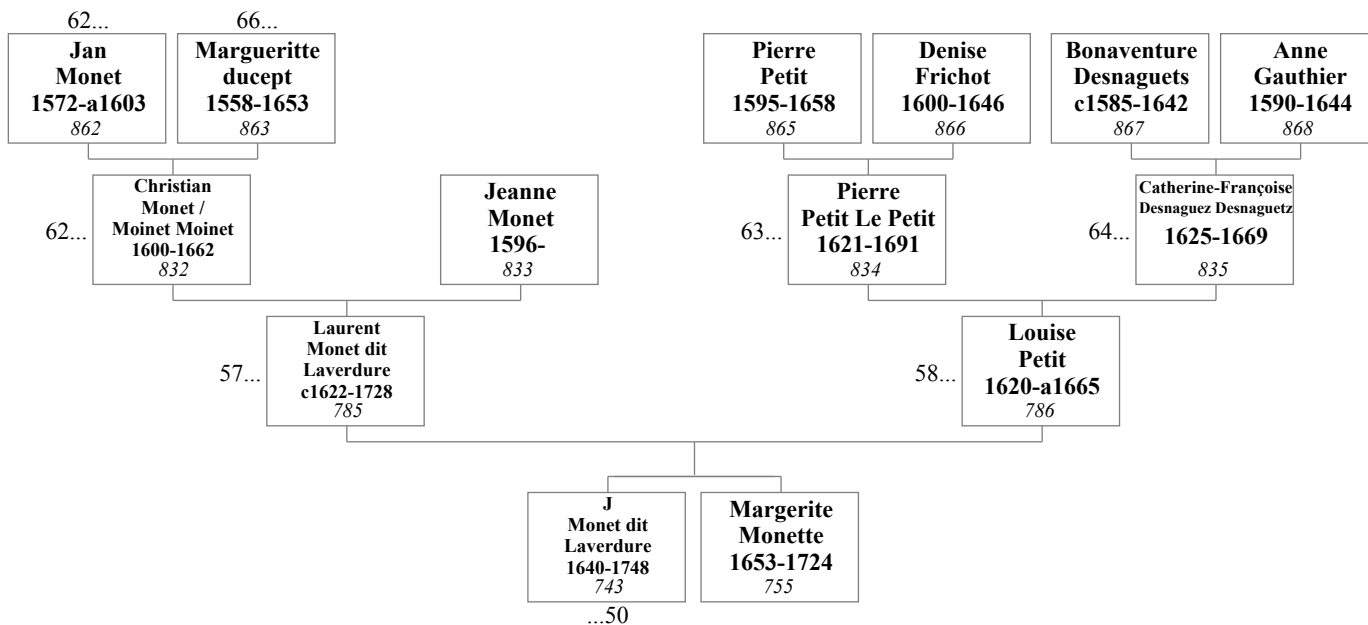 62...
66...
Jan
Monet
1572-a1603
862
Margueritte
ducept
1558-1653
863
Pierre
Petit
1595-1658
865
Denise
Frichot
1600-1646
866
Bonaventure
Desnaguets
c1585-1642
867
Anne
Gauthier
1590-1644
868
62...
Christian
Monet /
Moinet Moinet
1600-1662
832
Jeanne
Monet
1596-
833
63...
Pierre
Petit Le Petit
1621-1691
834
64...
Catherine-Françoise
Desnaguez Desnaguetz
1625-1669
835
57...
Laurent
Monet dit
Laverdure
c1622-1728
785
58...
Louise
Petit
1620-a1665
786
J
Monet dit
Laverdure
1640-1748
743
Margerite
Monette
1653-1724
755
...50